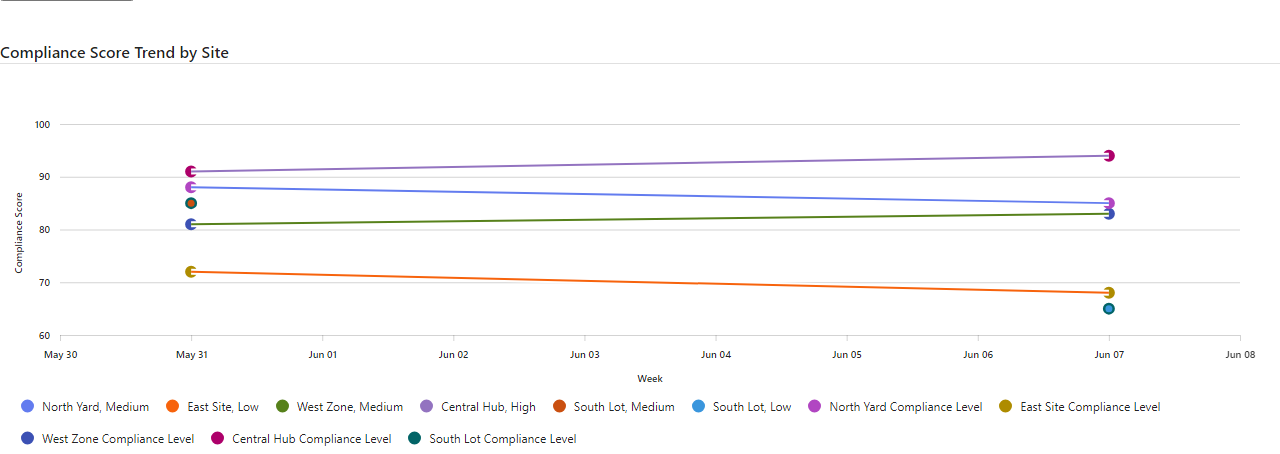 Compliance Score Trend by Site
100
90
80
70
60
Compliance Score
May 30 May 31 Jun 01 Jun 02 Jun 03 Jun 04 Jun 05 Jun 06 Jun 07 Jun 08
Week
North Yard, Medium East Site, Low West Zone, Medium Central Hub, High South Lot, Medium South Lot, Low North Yard Compliance Level East Site Compliance Level
West Zone Compliance Level Central Hub Compliance Level South Lot Compliance Level